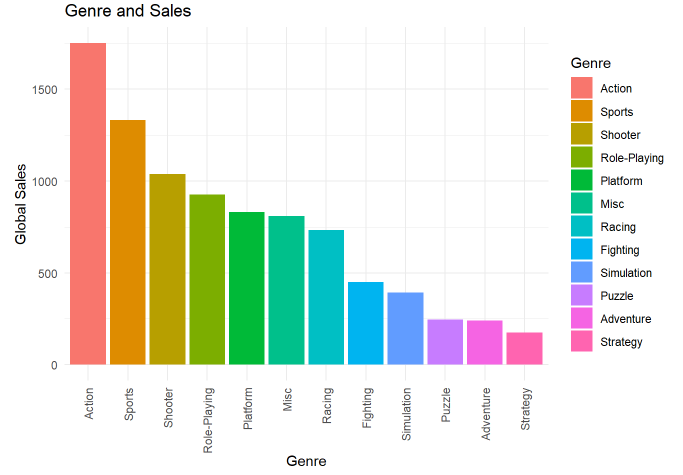 Genre and Sales
Global Sales
1500
1000
500
0
Action
Sports
Shooter
Role-Playing
Platform
Misc
Racing
Fighting
Simulation
Puzzle
Adventure
Strategy
Genre
Genre
Action
Sports
Shooter
Role-Playing
Platform
Misc
Racing
Fighting
Simulation
Puzzle
Adventure
Strategy